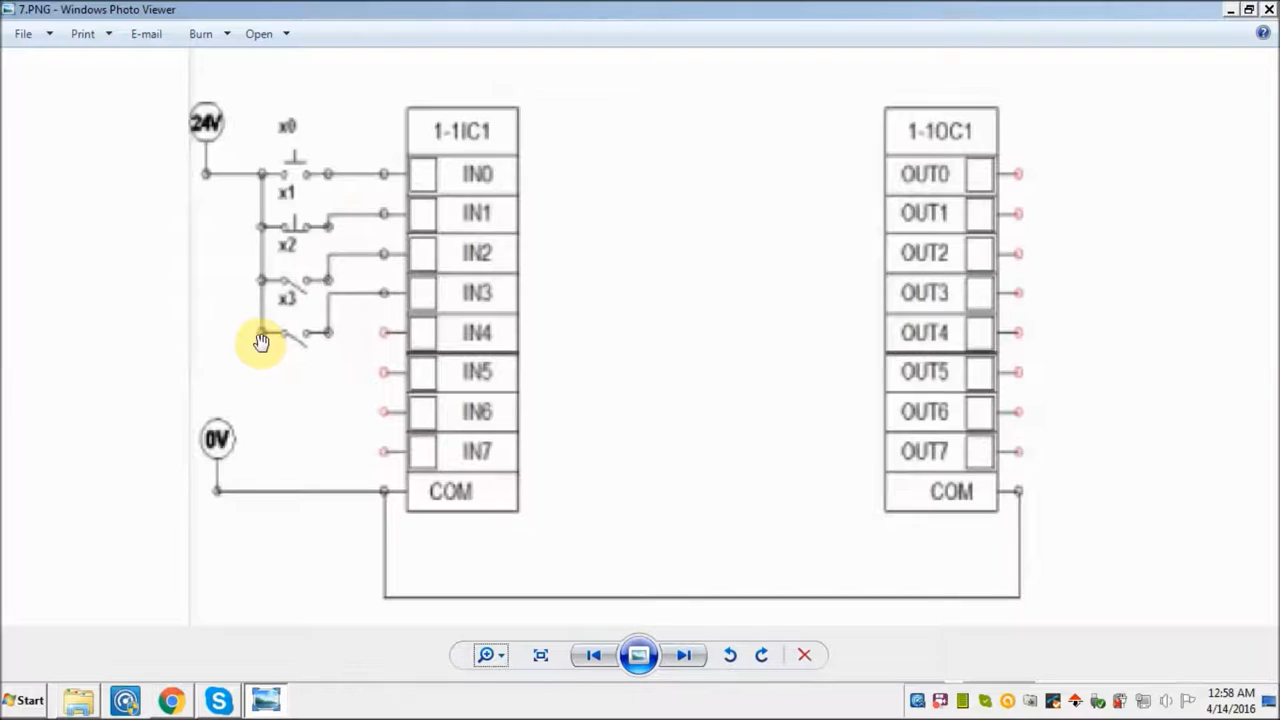 7.PNG - Windows Photo Viewer
File Print E-mail Burn Open
24V
x0
x1
x2
x3
0V
1-1IC1
IN0
IN1
IN2
IN3
IN4
IN5
IN6
IN7
COM
1-1OC1
OUT0
OUT1
OUT2
OUT3
OUT4
OUT5
OUT6
OUT7
COM
Start
12:58 AM
4/14/2016